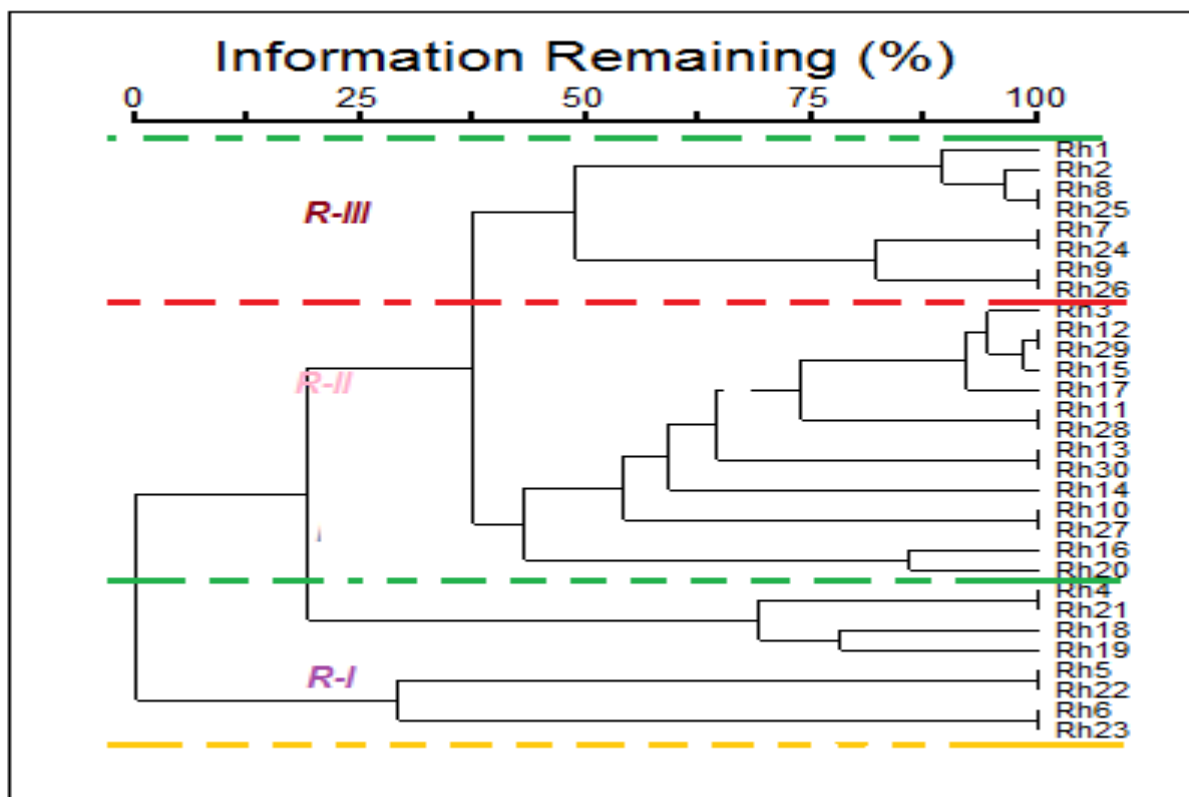 Information Remaining (%)
0 25 50 75 100
Rh1
Rh2
Rh8
R-III
Rh25
Rh7
Rh24
Rh9
Rh26
Rh3
Rh12
Rh29
Rh15
R-II
Rh17
Rh11
Rh28
Rh13
Rh30
Rh14
Rh10
Rh27
Rh16
Rh20
Rh4
Rh21
Rh18
Rh19
Rh5
R-I
Rh22
Rh6
Rh23